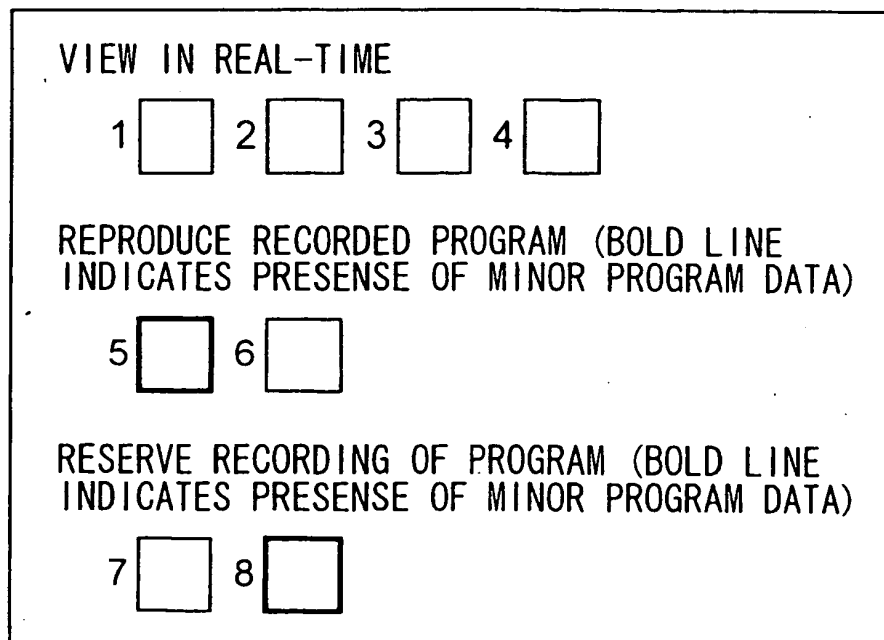 VIEW IN REAL-TIME
1 2 3 4
REPRODUCE RECORDED PROGRAM (BOLD LINE
INDICATES PRESENSE OF MINOR PROGRAM DATA)
5 6
RESERVE RECORDING OF PROGRAM (BOLD LINE
INDICATES PRESENSE OF MINOR PROGRAM DATA)
7 8